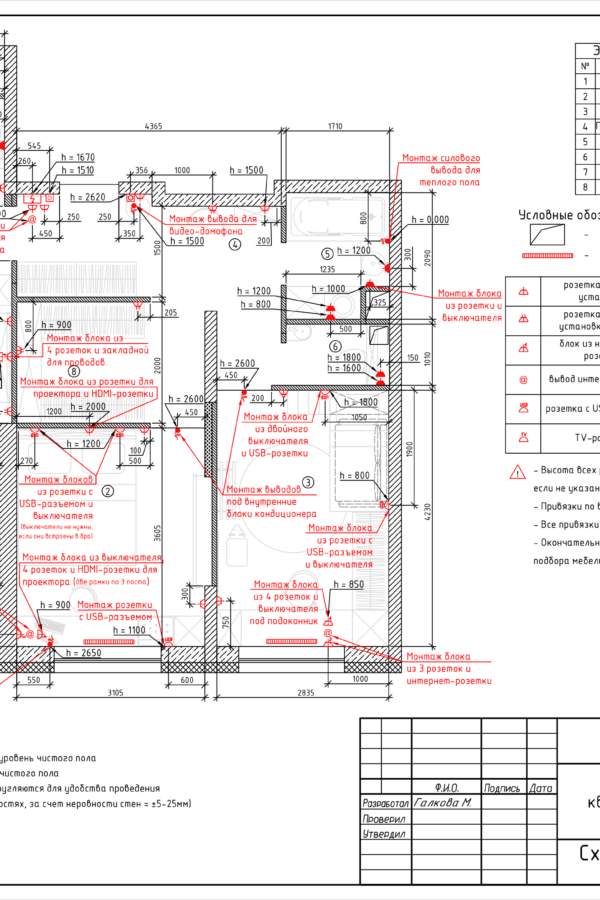 4365
1710
545
260
h = 1670
h = 1510
356
1000
h = 1500
h = 2620
Монтаж силового
вывода для
теплого пола
h = 0.000
250
250
450
350
Монтаж вывода для
видео-домофона
h = 1500
④
200
800
1500
⑤
h = 1200
300
2090
1235
h = 1000
h = 1200
h = 800
325
Монтаж блока
из розетки и
выключателя
205
500
h = 900
800
Монтаж блока из
4 розеток и закладной
для проводов
⑥
h = 1800
h = 1600
150
1010
2000
h = 2600
⑧
Монтаж блока из розетки для
проектора и HDMI-розетки
450
h = 2000
1200
h = 2600
450
200
h = 1800
1050
Монтаж блока
из двойного
выключателя
и USB-розетки
h = 1200
100
270
500
1900
Монтаж блоков
из розетки с
USB-разъемом и
выключателя
(выключатели не нужны,
если они встроены в бра)
②
③
h = 800
Монтаж выводов
под внутренние
блоки кондиционера
4230
3605
Монтаж блока
из розетки с
USB-разъемом
и выключателя
Монтаж блока из выключателя,
4 розеток и HDMI-розетки для
проектора (две рамки по 3 поста)
300
Монтаж блока
из 4 розеток и
выключателя
под подоконник
h = 850
h = 900
Монтаж розетки
с USB-разъемом
750
h = 1100
h = 2650
Монтаж блока
из 3 розеток и
интернет-розетки
550
600
1000
3105
2835
№
1
2
3
4
5
6
7
8
Условные обоз
-
-
розетка
уста
розетка
установк
блок из н
розе
@ вывод инте
розетка с US
TV-ро
- Высота всех р
если не указан
- Привязки по в
- Все привязки
- Окончательн
подбора мебел
уровень чистого пола
чистого пола
угляются для удобства проведения
остях, за счет неровности стен = ±5-25мм)
Ф.И.О. Подпись Дата
Разработал Галкова М.
Проверил
Утвердил
кв
Сх